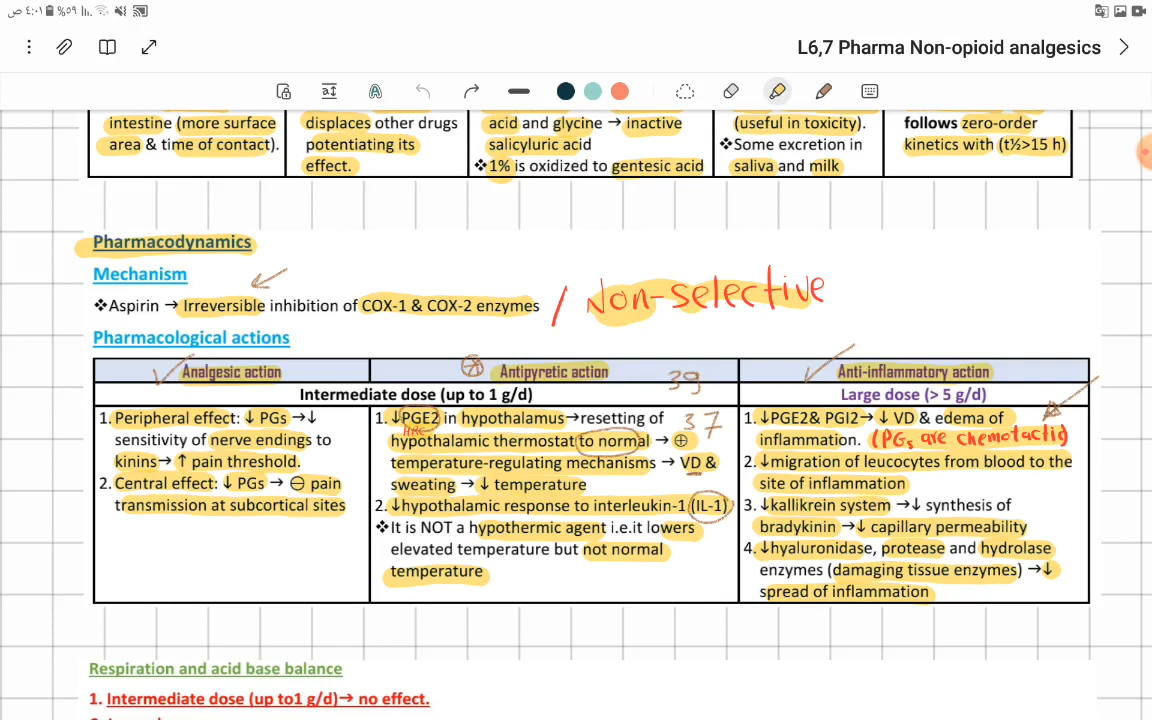 ص ٤:٠١ %٥٩
L6,7 Pharma Non-opioid analgesics
intestine (more surface
area & time of contact).
displaces other drugs
potentiating its
effect.
acid and glycine → inactive
salicyluric acid
❖1% is oxidized to gentesic acid
(useful in toxicity).
❖Some excretion in
saliva and milk
follows zero-order
kinetics with (t½>15 h)
Pharmacodynamics
Mechanism
❖Aspirin → Irreversible inhibition of COX-1 & COX-2 enzymes / Non-selective
Pharmacological actions
Analgesic action
Antipyretic action
39
Anti-inflammatory action
Intermediate dose (up to 1 g/d)
Large dose (> 5 g/d)
1. Peripheral effect: ↓ PGs →↓
sensitivity of nerve endings to
kinins→ ↑ pain threshold.
2. Central effect: ↓ PGs → ⊖ pain
transmission at subcortical sites
1. ↓PGE2 in hypothalamus→resetting of 37
hypothalamic thermostat to normal → ⊕
temperature-regulating mechanisms → VD &
sweating → ↓ temperature
2. ↓hypothalamic response to interleukin-1 (IL-1)
❖It is NOT a hypothermic agent i.e.it lowers
elevated temperature but not normal
temperature
1. ↓PGE2& PGI2→ ↓ VD & edema of
inflammation. (PGs are chemotactic)
2. ↓migration of leucocytes from blood to the
site of inflammation
3. ↓kallikrein system →↓ synthesis of
bradykinin →↓ capillary permeability
4. ↓hyaluronidase, protease and hydrolase
enzymes (damaging tissue enzymes) →↓
spread of inflammation
Respiration and acid base balance
1. Intermediate dose (up to1 g/d)→ no effect.